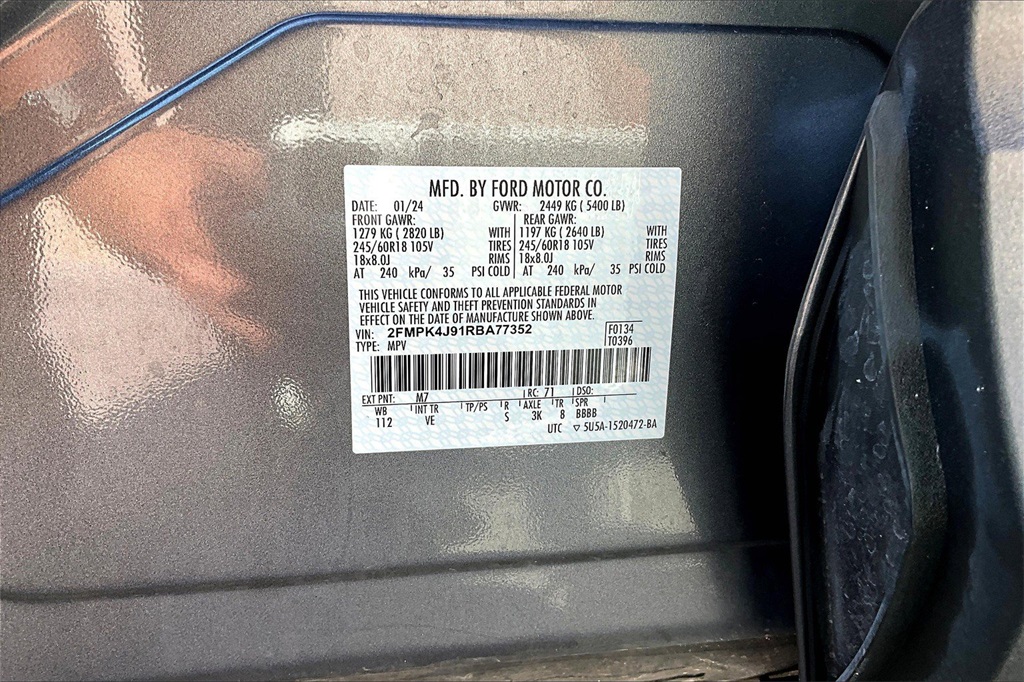 MFD. BY FORD MOTOR CO.
DATE: 01/24 GVWR: 2449 KG ( 5400 LB)
FRONT GAWR: REAR GAWR:
1279 KG ( 2820 LB) WITH 1197 KG ( 2640 LB) WITH
245/60R18 105V TIRES 245/60R18 105V TIRES
18x8.0J RIMS 18x8.0J RIMS
AT 240 kPa/ 35 PSI COLD AT 240 kPa/ 35 PSI COLD
THIS VEHICLE CONFORMS TO ALL APPLICABLE FEDERAL MOTOR
VEHICLE SAFETY AND THEFT PREVENTION STANDARDS IN
EFFECT ON THE DATE OF MANUFACTURE SHOWN ABOVE.
VIN: 2FMPK4J91RBA77352 F0134
TYPE: MPV T0396
EXT PNT: M7 RC: 71 DSO:
WB INT TR TP/PS R AXLE TR SPR
112 VE S 3K 8 BBBB
UTC ▽ 5U5A-1520472-BA